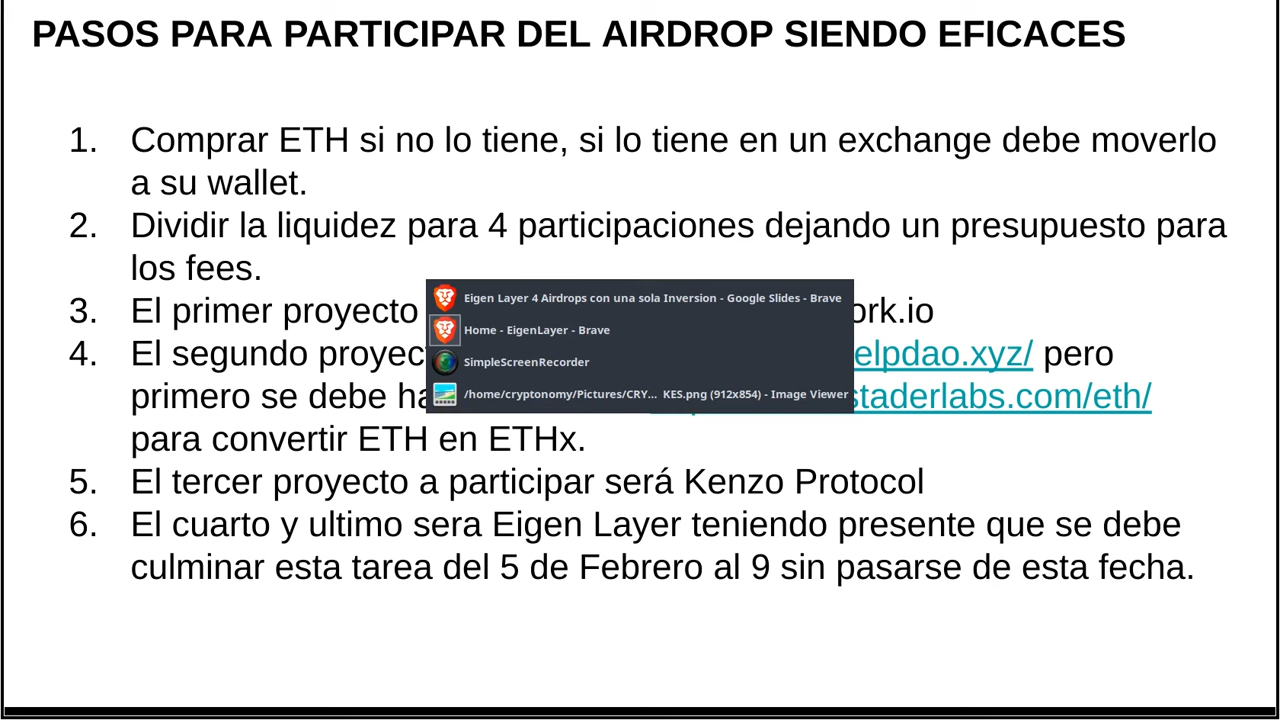 PASOS PARA PARTICIPAR DEL AIRDROP SIENDO EFICACES
1. Comprar ETH si no lo tiene, si lo tiene en un exchange debe moverlo
a su wallet.
2. Dividir la liquidez para 4 participaciones dejando un presupuesto para
los fees.
3. El primer proyecto
4. El segundo pero
primero se debe staderlabs.com/eth/
para convertir ETH en ETHx.
5. El tercer proyecto a participar será Kenzo Protocol
6. El cuarto y ultimo sera Eigen Layer teniendo presente que se debe
culminar esta tarea del 5 de Febrero al 9 sin pasarse de esta fecha.
Eigen Layer 4 Airdrops con una sola Inversion - Google Slides - Brave
Home - EigenLayer - Brave
SimpleScreenRecorder
/home/cryptonomy/Pictures/CRY... KES.png (912x854) - Image Viewer